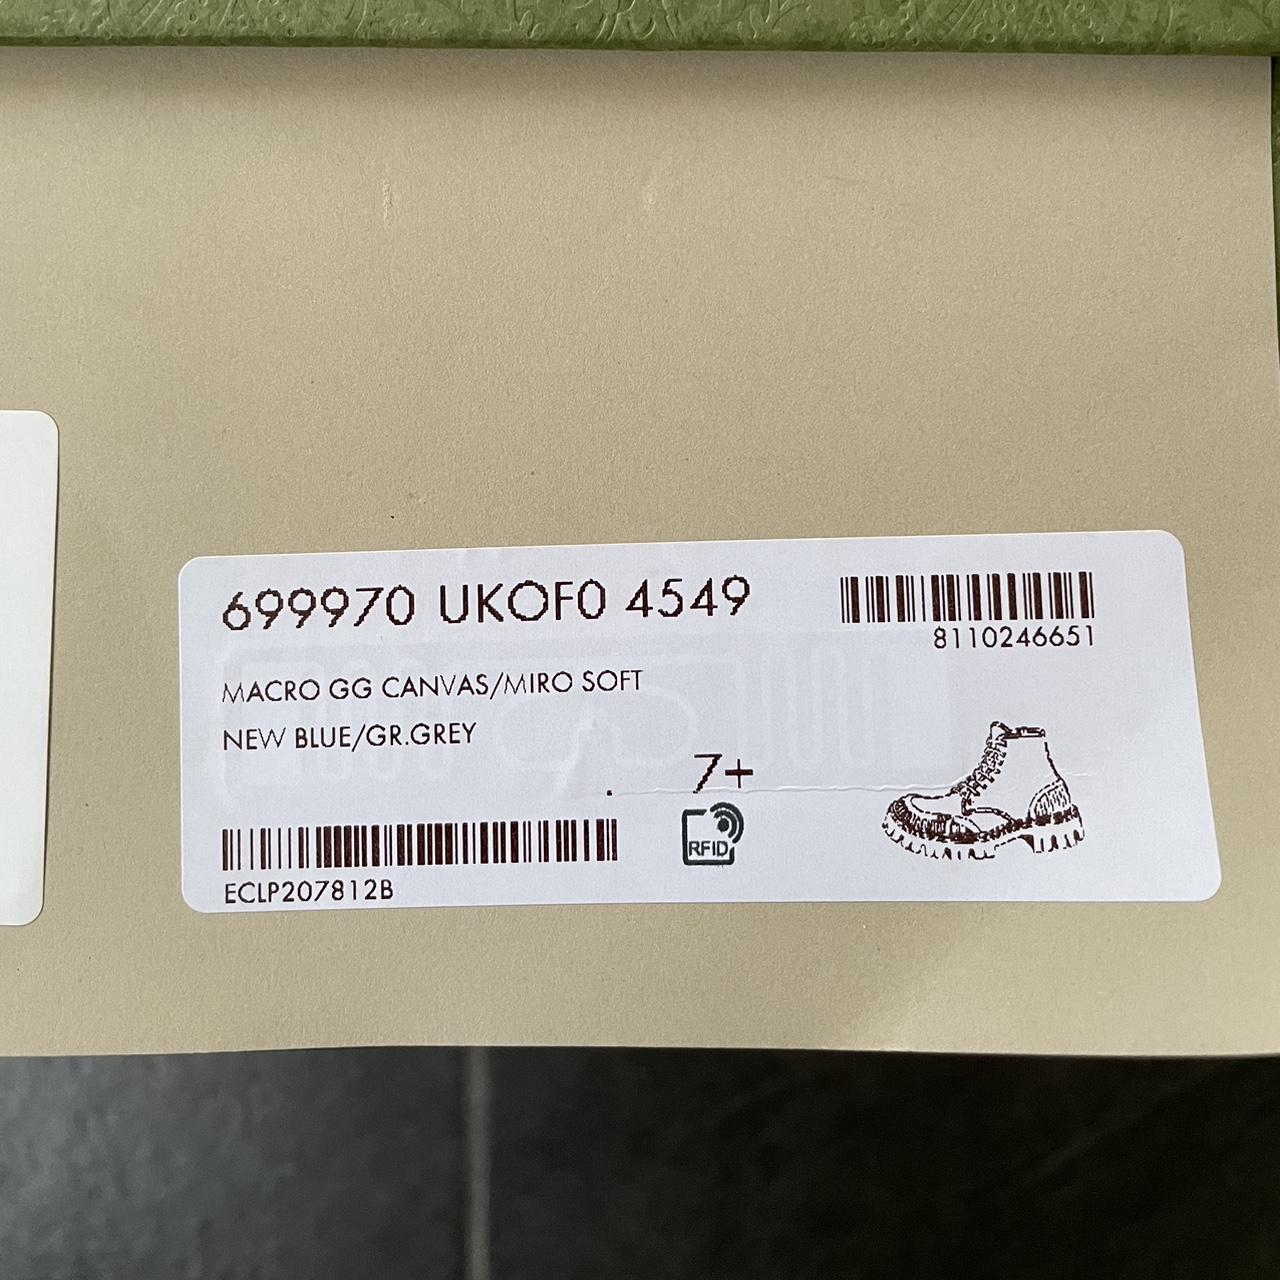 699970 UKOF0 4549
8110246651
MACRO GG CANVAS/MIRO SOFT
NEW BLUE/GR.GREY
7+
RFID
ECLP207812B